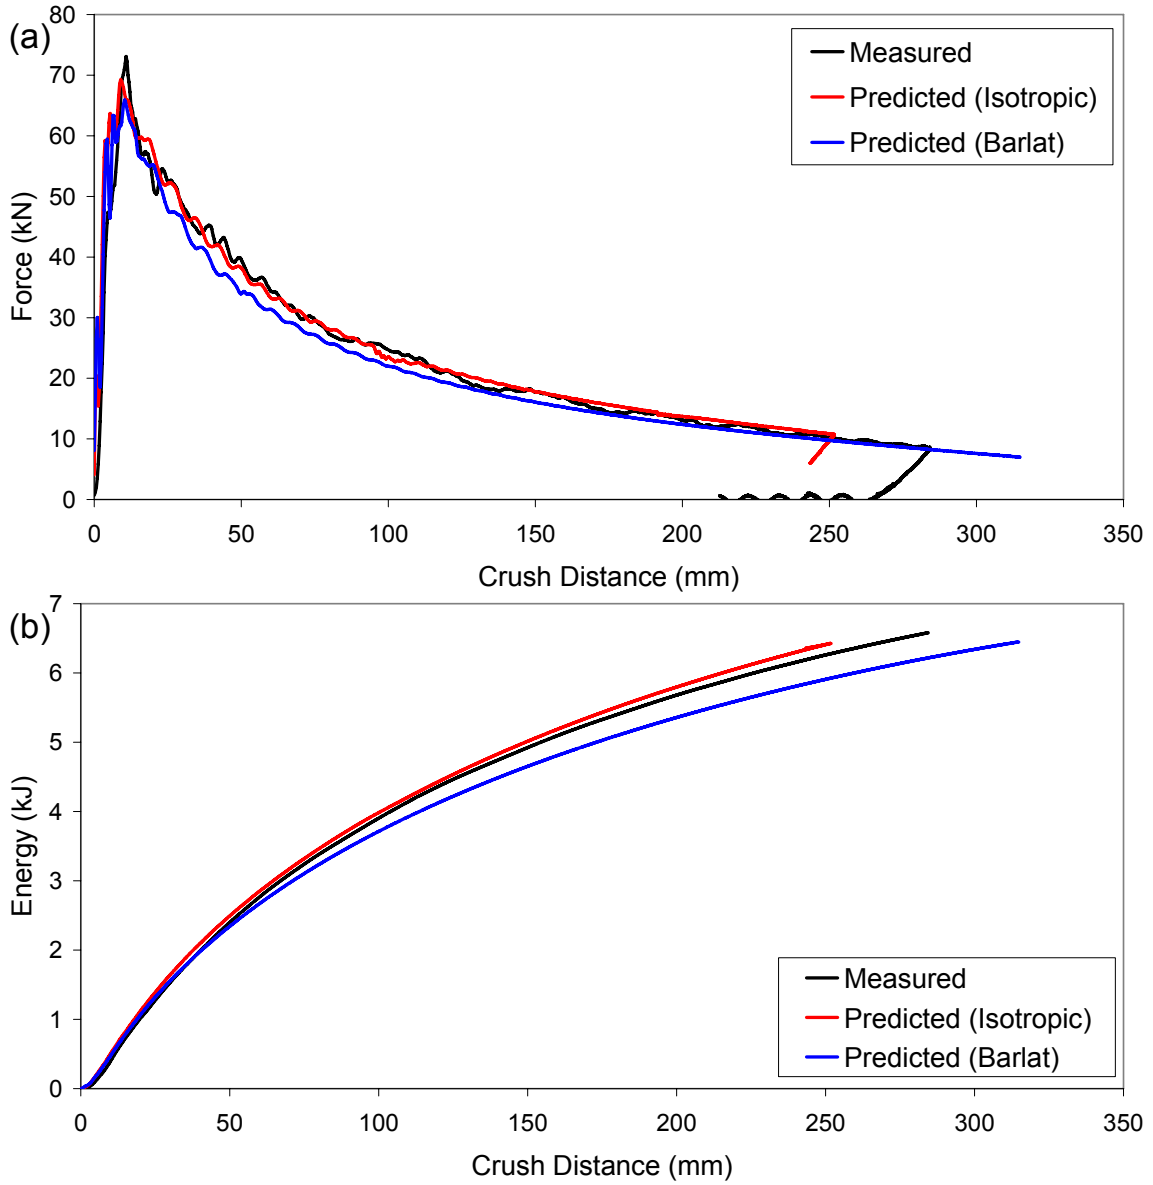 (a)
80
70
60
50
40
30
20
10
0
Force (kN)
Measured
Predicted (Isotropic)
Predicted (Barlat)
0 50 100 150 200 250 300 350
Crush Distance (mm)
(b)
7
6
5
4
3
2
1
0
Energy (kJ)
Measured
Predicted (Isotropic)
Predicted (Barlat)
0 50 100 150 200 250 300 350
Crush Distance (mm)